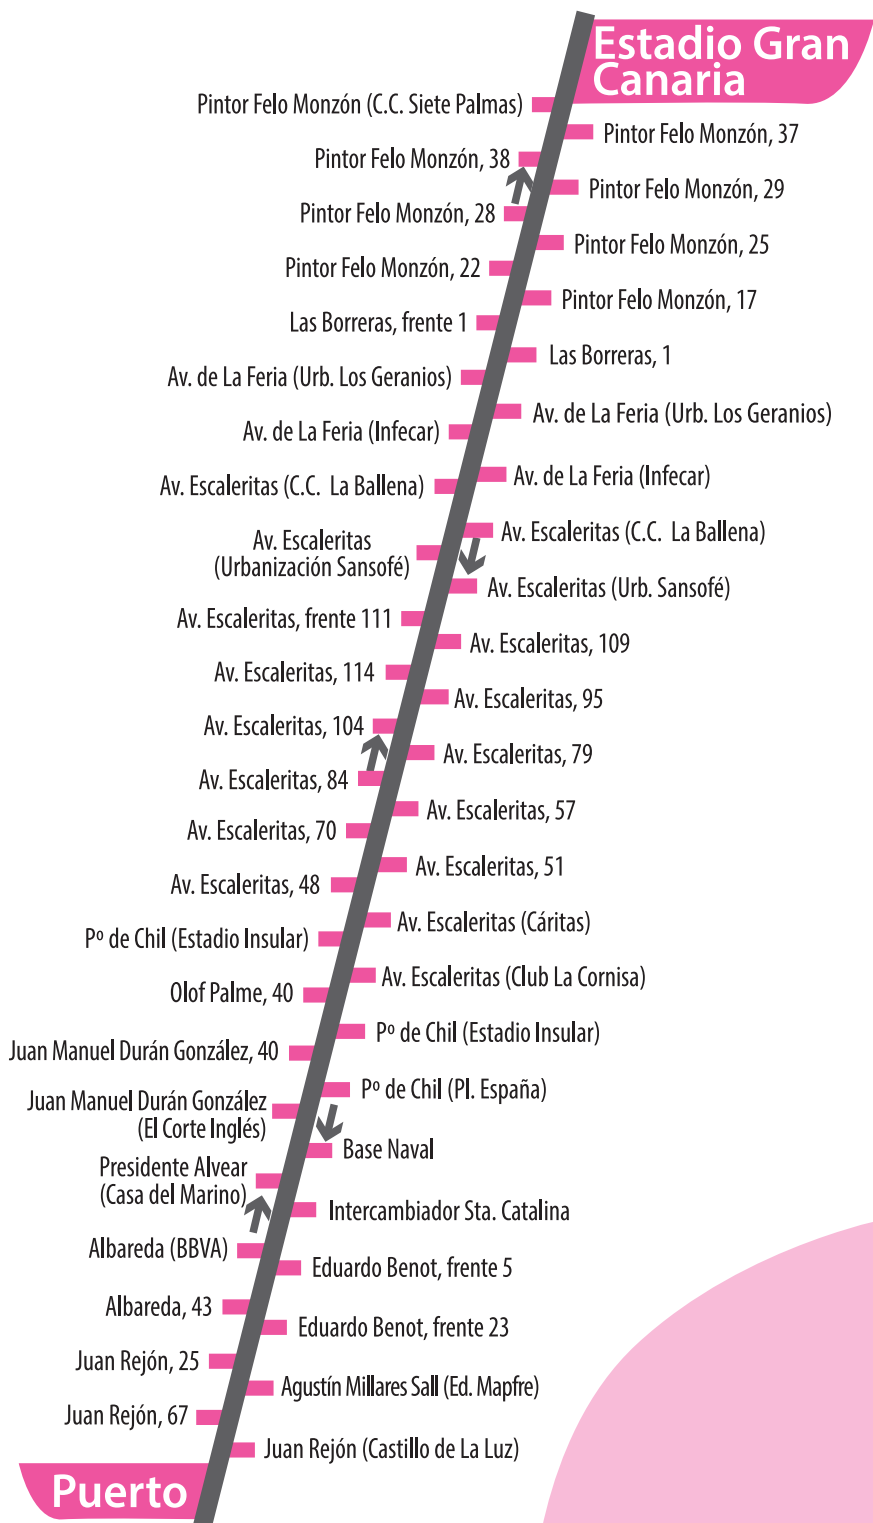 Estadio Gran
Canaria
Pintor Felo Monzón (C.C. Siete Palmas)
Pintor Felo Monzón, 37
Pintor Felo Monzón, 38
Pintor Felo Monzón, 29
Pintor Felo Monzón, 28
Pintor Felo Monzón, 25
Pintor Felo Monzón, 22
Pintor Felo Monzón, 17
Las Borreras, frente 1
Las Borreras, 1
Av. de La Feria (Urb. Los Geranios)
Av. de La Feria (Urb. Los Geranios)
Av. de La Feria (Infecar)
Av. de La Feria (Infecar)
Av. Escaleritas (C.C. La Ballena)
Av. Escaleritas (C.C. La Ballena)
Av. Escaleritas
(Urbanización Sansofé)
Av. Escaleritas (Urb. Sansofé)
Av. Escaleritas, frente 111
Av. Escaleritas, 109
Av. Escaleritas, 114
Av. Escaleritas, 95
Av. Escaleritas, 104
Av. Escaleritas, 79
Av. Escaleritas, 84
Av. Escaleritas, 57
Av. Escaleritas, 70
Av. Escaleritas, 51
Av. Escaleritas, 48
Av. Escaleritas (Cáritas)
Pº de Chil (Estadio Insular)
Av. Escaleritas (Club La Cornisa)
Olof Palme, 40
Pº de Chil (Estadio Insular)
Juan Manuel Durán González, 40
Pº de Chil (Pl. España)
Juan Manuel Durán González
(El Corte Inglés)
Base Naval
Presidente Alvear
(Casa del Marino)
Intercambiador Sta. Catalina
Albareda (BBVA)
Eduardo Benot, frente 5
Albareda, 43
Eduardo Benot, frente 23
Juan Rejón, 25
Agustín Millares Sall (Ed. Mapfre)
Juan Rejón, 67
Juan Rejón (Castillo de La Luz)
Puerto